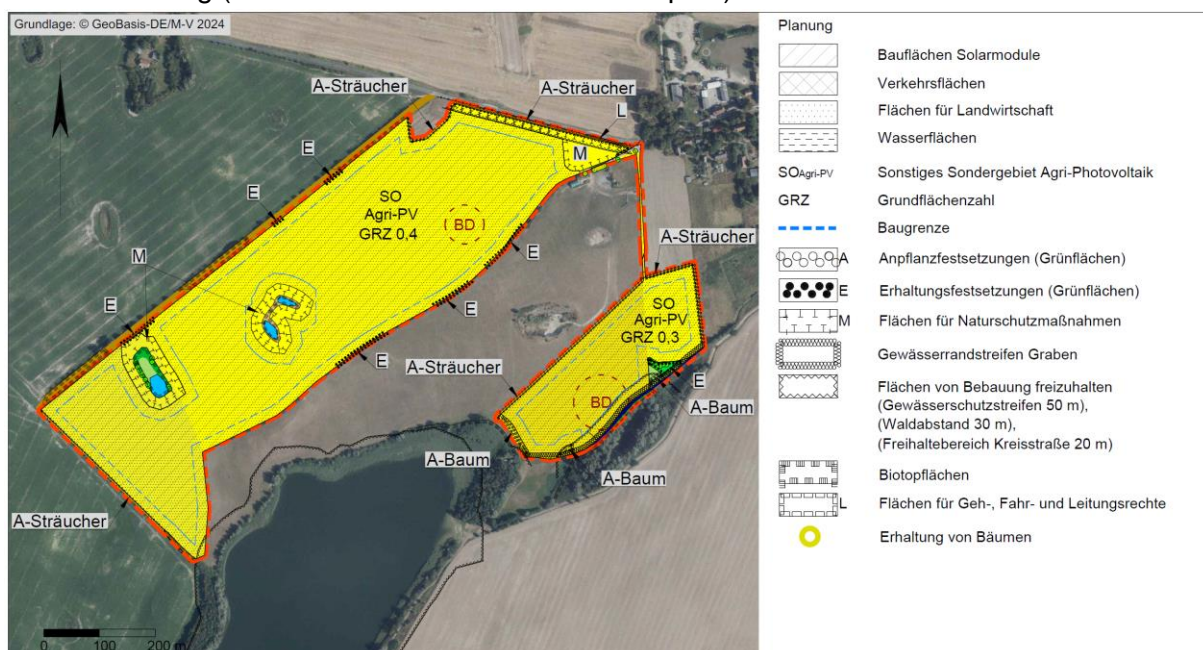 Grundlage: © GeoBasis-DE/M-V 2024
A-Sträucher
A-Sträucher
L
E
M
E
SO
Agri-PV
GRZ 0,4
BD
M
E
A-Sträucher
E
E
SO
Agri-PV
GRZ 0,3
E
A-Sträucher
BD
E
A-Baum
A-Baum
A-Baum
A-Sträucher
0 100 200 m
Planung
Bauflächen Solarmodule
Verkehrsflächen
Flächen für Landwirtschaft
Wasserflächen
SOAgri-PV Sonstiges Sondergebiet Agri-Photovoltaik
GRZ Grundflächenzahl
Baugrenze
A Anpflanzfestsetzungen (Grünflächen)
E Erhaltungsfestsetzungen (Grünflächen)
M Flächen für Naturschutzmaßnahmen
Gewässerrandstreifen Graben
Flächen von Bebauung freizuhalten
(Gewässerschutzstreifen 50 m),
(Waldabstand 30 m),
(Freihaltebereich Kreisstraße 20 m)
Biotopflächen
L Flächen für Geh-, Fahr- und Leitungsrechte
Erhaltung von Bäumen